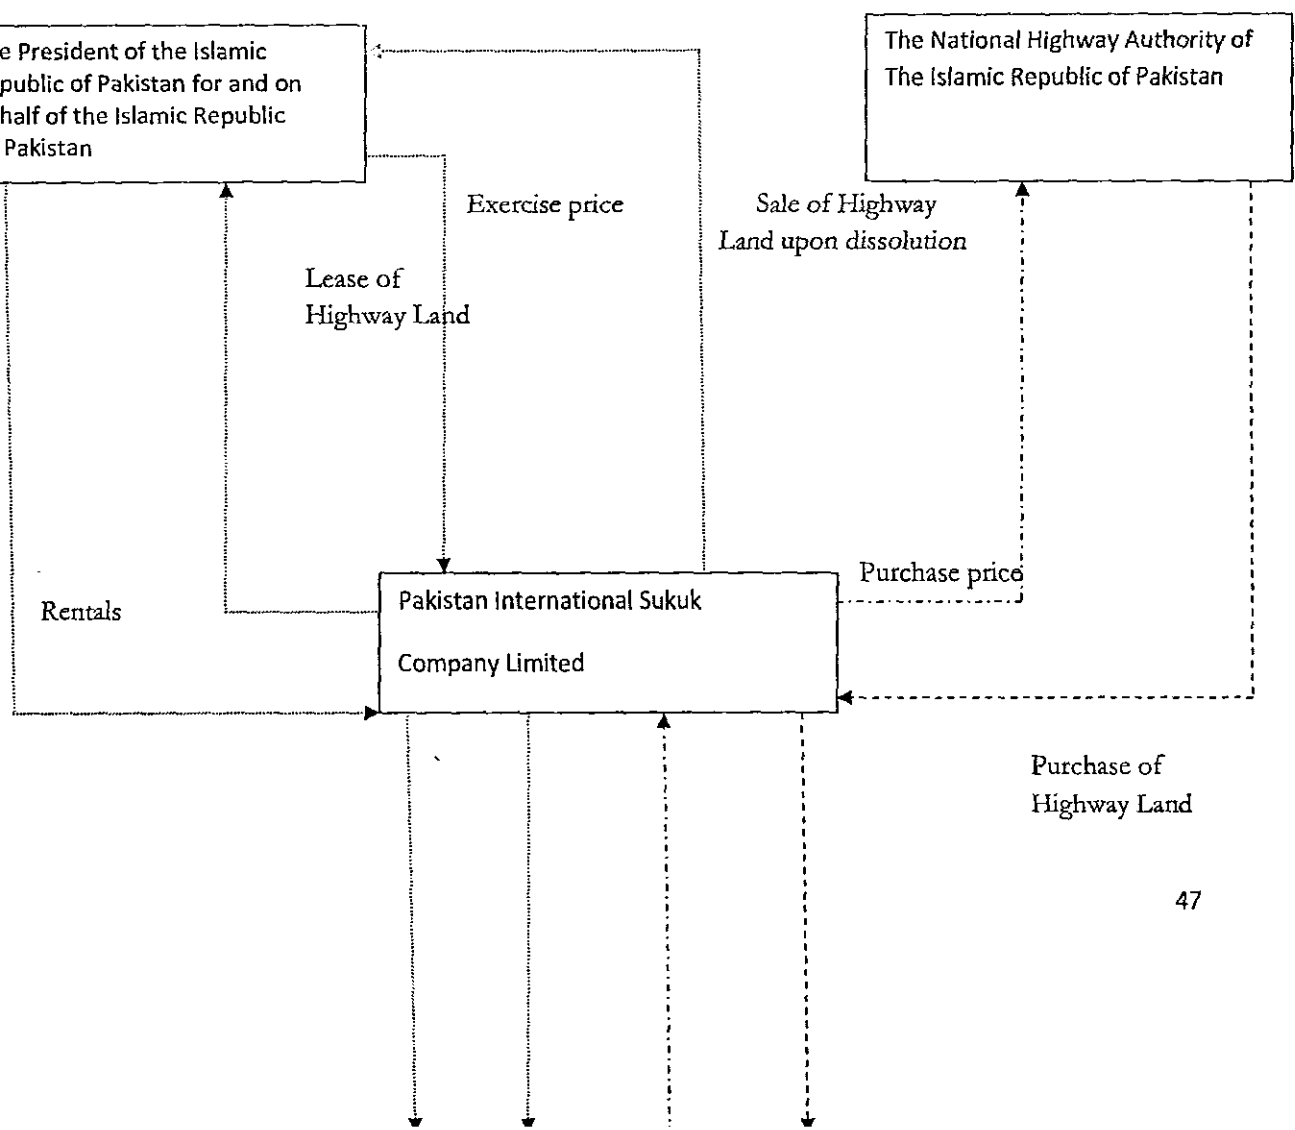 e President of the Islamic
public of Pakistan for and on
half of the Islamic Republic
Pakistan
The National Highway Authority of
The Islamic Republic of Pakistan
Exercise price
Sale of Highway
Land upon dissolution
Lease of
Highway Land
Purchase price
Rentals
Pakistan International Sukuk
Company Limited
Purchase of
Highway Land
47